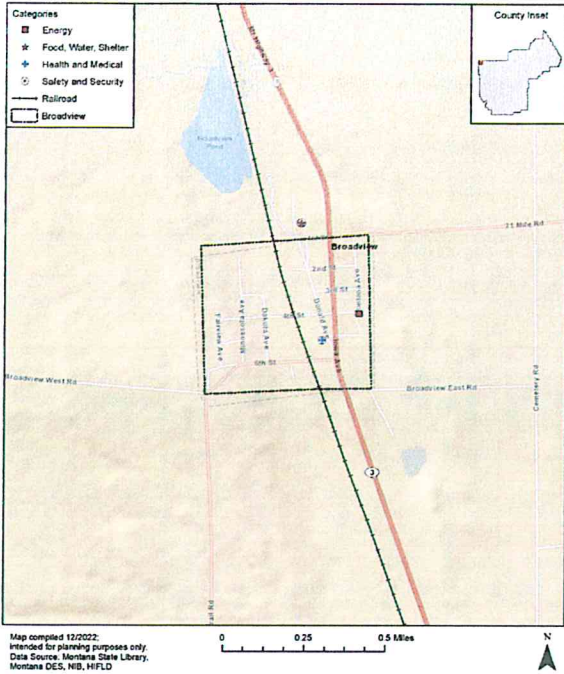 Categories
Energy
Food, Water, Shelter
Health and Medical
Safety and Security
Railroad
Broadview
County Inset
Broadview
Pond
21 Mile Rd
Broadview
2nd St
3rd St
4th St
Fairview Ave
Minnesota Ave
Dakota Ave
5th St
Broadview West Rd
Broadview East Rd
Cemetery Rd
3
Map compiled 12/2022;
intended for planning purposes only.
Data Source: Montana State Library,
Montana DES, NIB, HIFLD
0 0.25 0.5 Miles
N